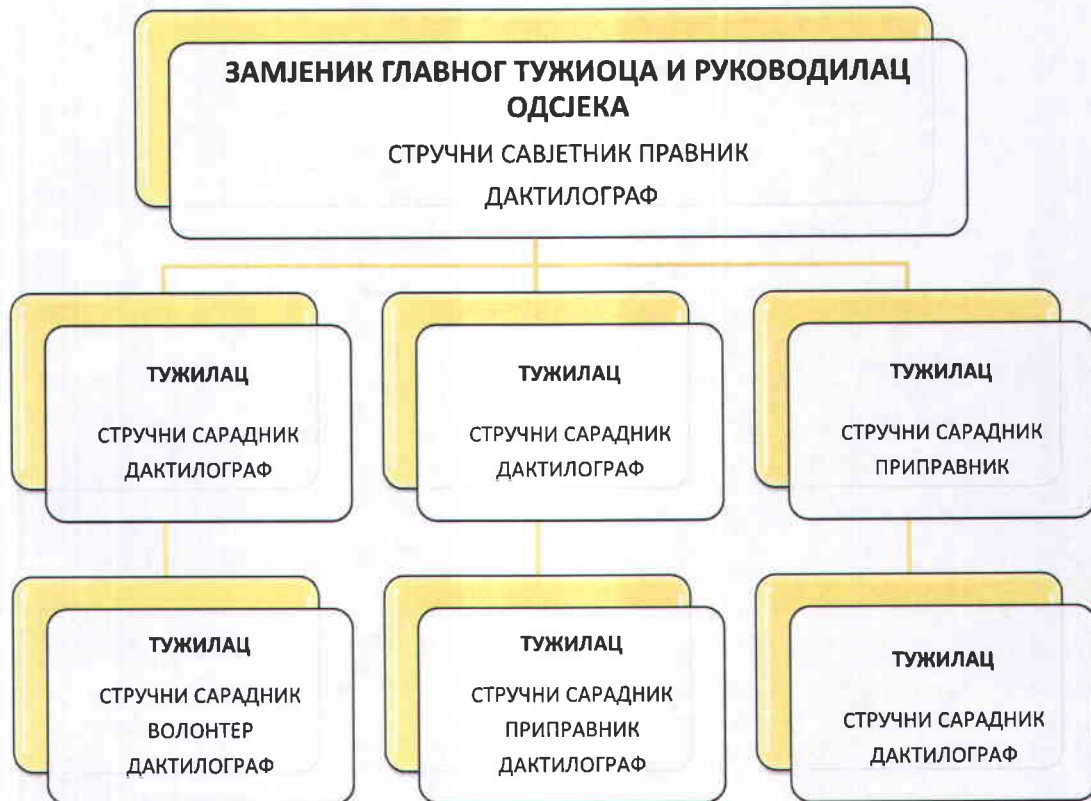 ЗАМЈЕНИК ГЛАВНОГ ТУЖИОЦА И РУКОВОДИЛАЦ
ОДСЈЕКА
СТРУЧНИ САВЈЕТНИК ПРАВНИК
ДАКТИЛОГРАФ
ТУЖИЛАЦ
СТРУЧНИ САРАДНИК
ДАКТИЛОГРАФ
ТУЖИЛАЦ
СТРУЧНИ САРАДНИК
ДАКТИЛОГРАФ
ТУЖИЛАЦ
СТРУЧНИ САРАДНИК
ПРИПРАВНИК
ТУЖИЛАЦ
СТРУЧНИ САРАДНИК
ВОЛОНТЕР
ДАКТИЛОГРАФ
ТУЖИЛАЦ
СТРУЧНИ САРАДНИК
ПРИПРАВНИК
ДАКТИЛОГРАФ
ТУЖИЛАЦ
СТРУЧНИ САРАДНИК
ДАКТИЛОГРАФ